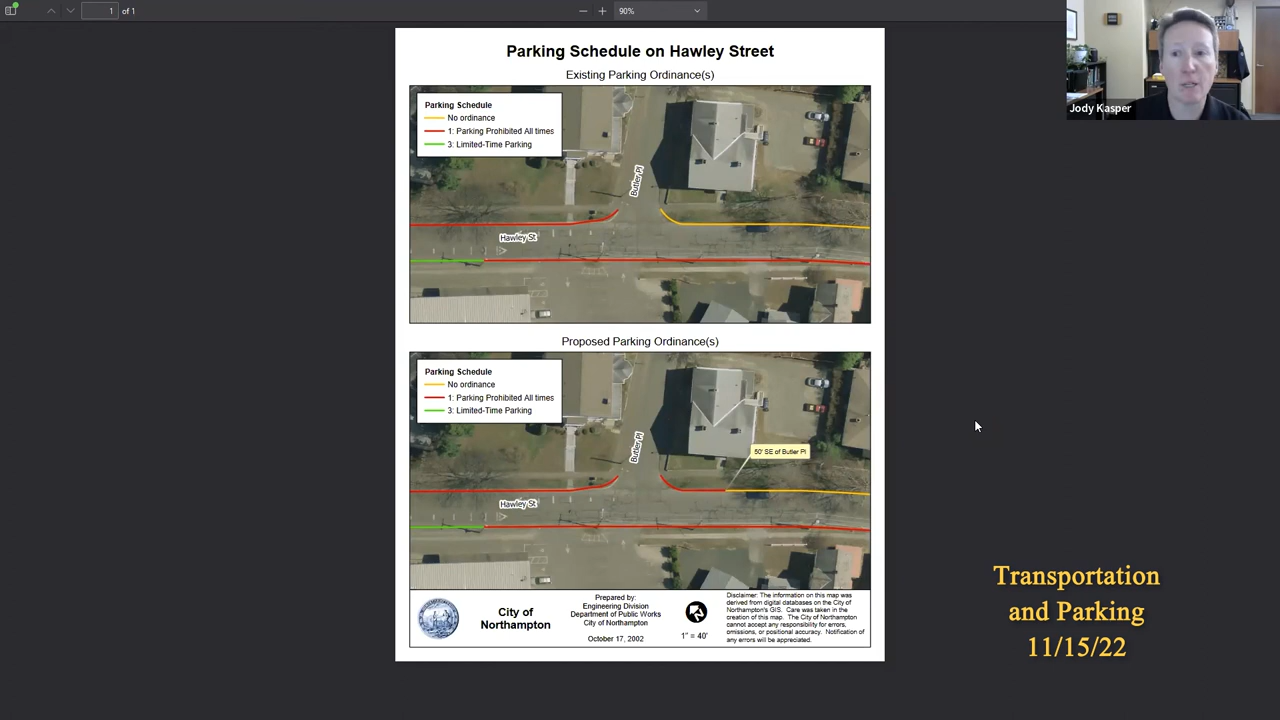 1 of 1
90%
Jody Kasper
Parking Schedule on Hawley Street
Existing Parking Ordinance(s)
Parking Schedule
No ordinance
1: Parking Prohibited All times
3: Limited-Time Parking
Butler Pl
Hawley St
Proposed Parking Ordinance(s)
Parking Schedule
No ordinance
1: Parking Prohibited All times
3: Limited-Time Parking
Butler Pl
50' SE of Butler Pl
Hawley St
City of
Northampton
Prepared by:
Engineering Division
Department of Public Works
City of Northampton
October 17, 2002
1" = 40'
Disclaimer: The information on this map was
derived from digital databases on the City of
Northampton's GIS. Care was taken in the
creation of this map. The City of Northampton
cannot accept any responsibility for errors,
omissions, or positional accuracy. Notification of
any errors will be appreciated.
Transportation
and Parking
11/15/22